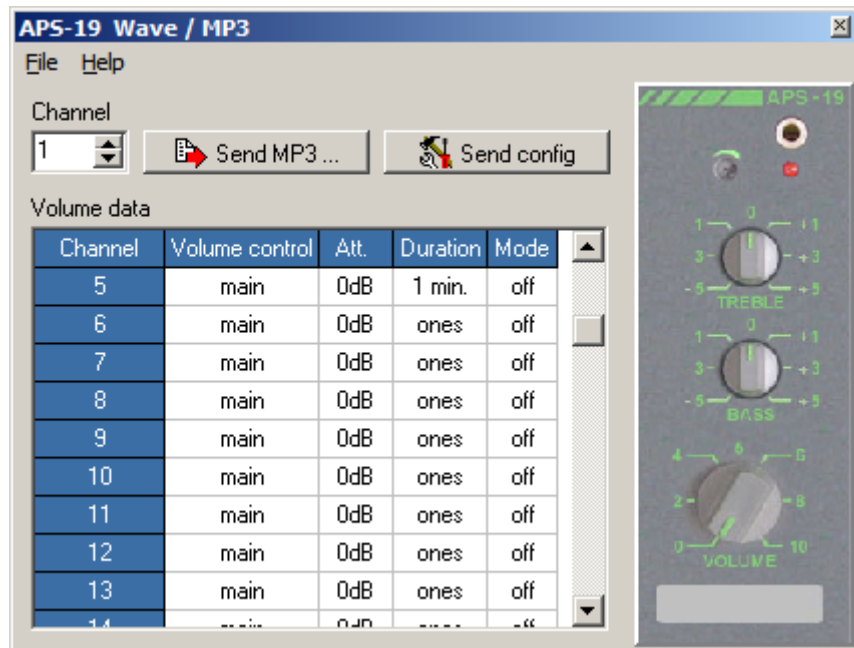 APS-19 Wave / MP3
File Help
Channel
1 Send MP3 ... Send config
Volume data
Channel Volume control Att. Duration Mode
5 main 0dB 1 min. off
6 main 0dB ones off
7 main 0dB ones off
8 main 0dB ones off
9 main 0dB ones off
10 main 0dB ones off
11 main 0dB ones off
12 main 0dB ones off
13 main 0dB ones off
APS-19
0
1 +1
3 +3
-5 +5
TREBLE
0
1 +1
3 +3
-5 +5
BASS
4
2 8
0 10
VOLUME